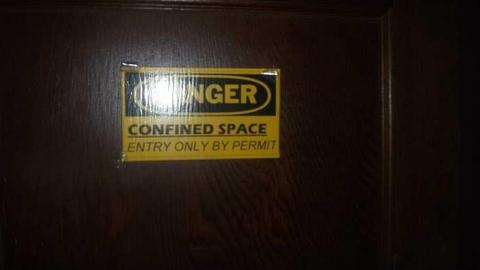 DANGER
CONFINED SPACE
ENTRY ONLY BY PERMIT